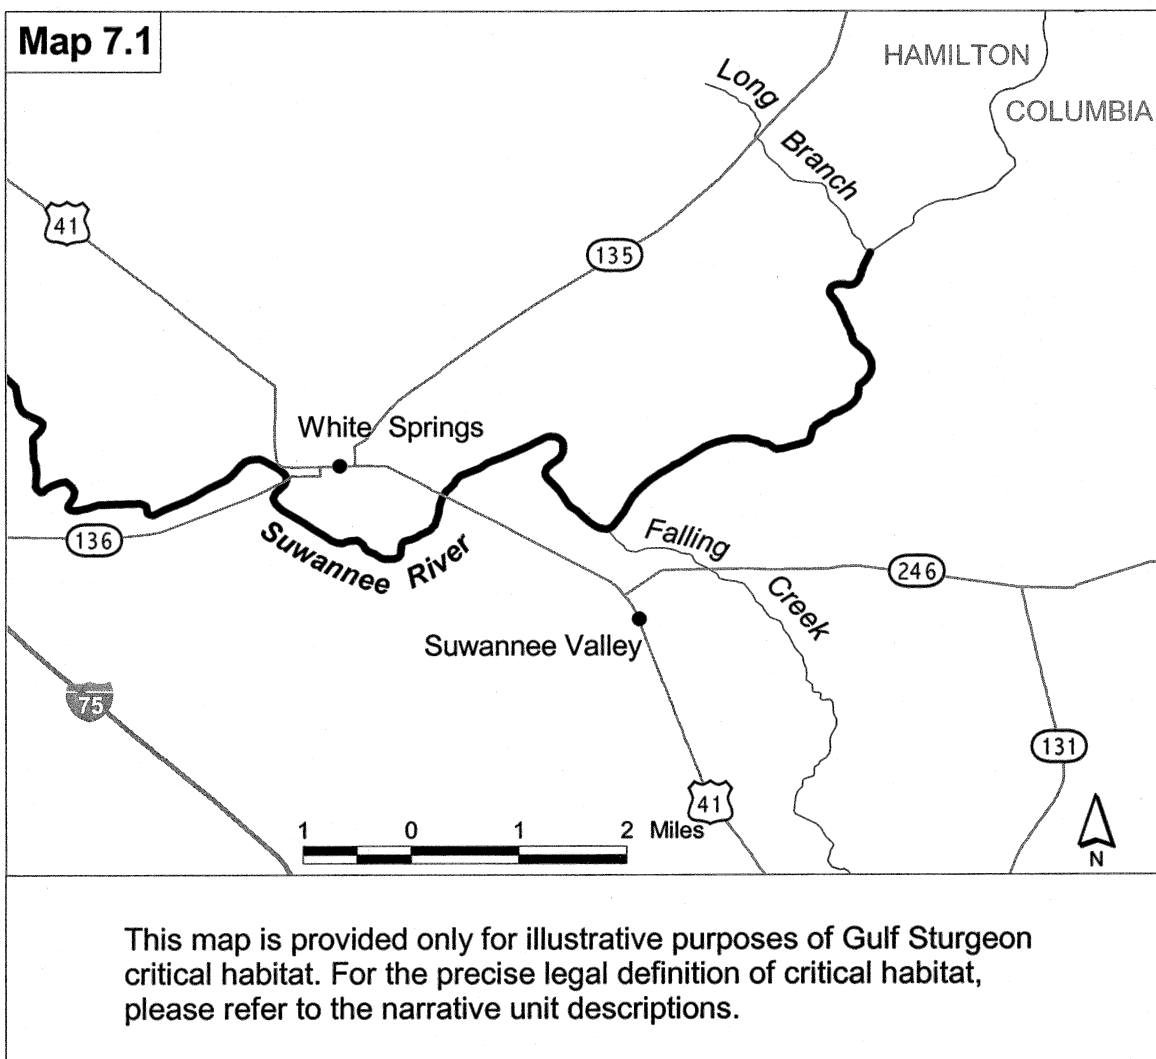 Map 7.1
HAMILTON
COLUMBIA
Long
Branch
41
135
White Springs
136
Suwannee River
Falling
Creek
246
Suwannee Valley
75
131
41
1 0 1 2 Miles
N
This map is provided only for illustrative purposes of Gulf Sturgeon
critical habitat. For the precise legal definition of critical habitat,
please refer to the narrative unit descriptions.